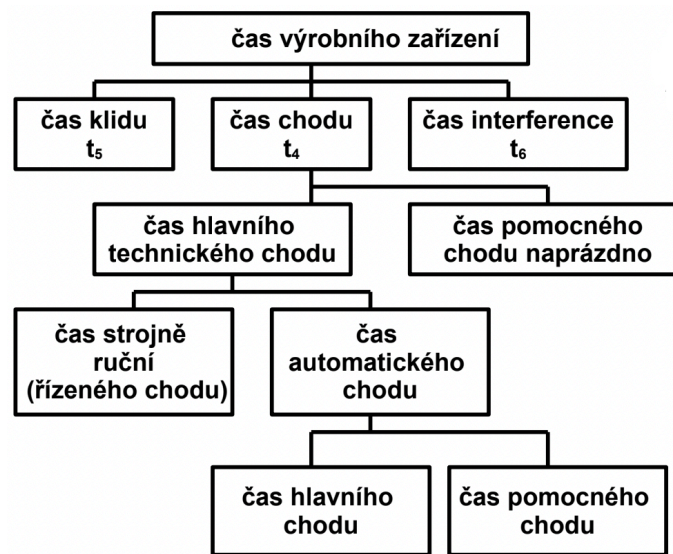 čas výrobního zařízení
čas klidu
t₅
čas chodu
t₄
čas interference
t₆
čas hlavního
technického chodu
čas pomocného
chodu naprázdno
čas strojně
ruční
(řízeného chodu)
čas
automatického
chodu
čas hlavního
chodu
čas pomocného
chodu